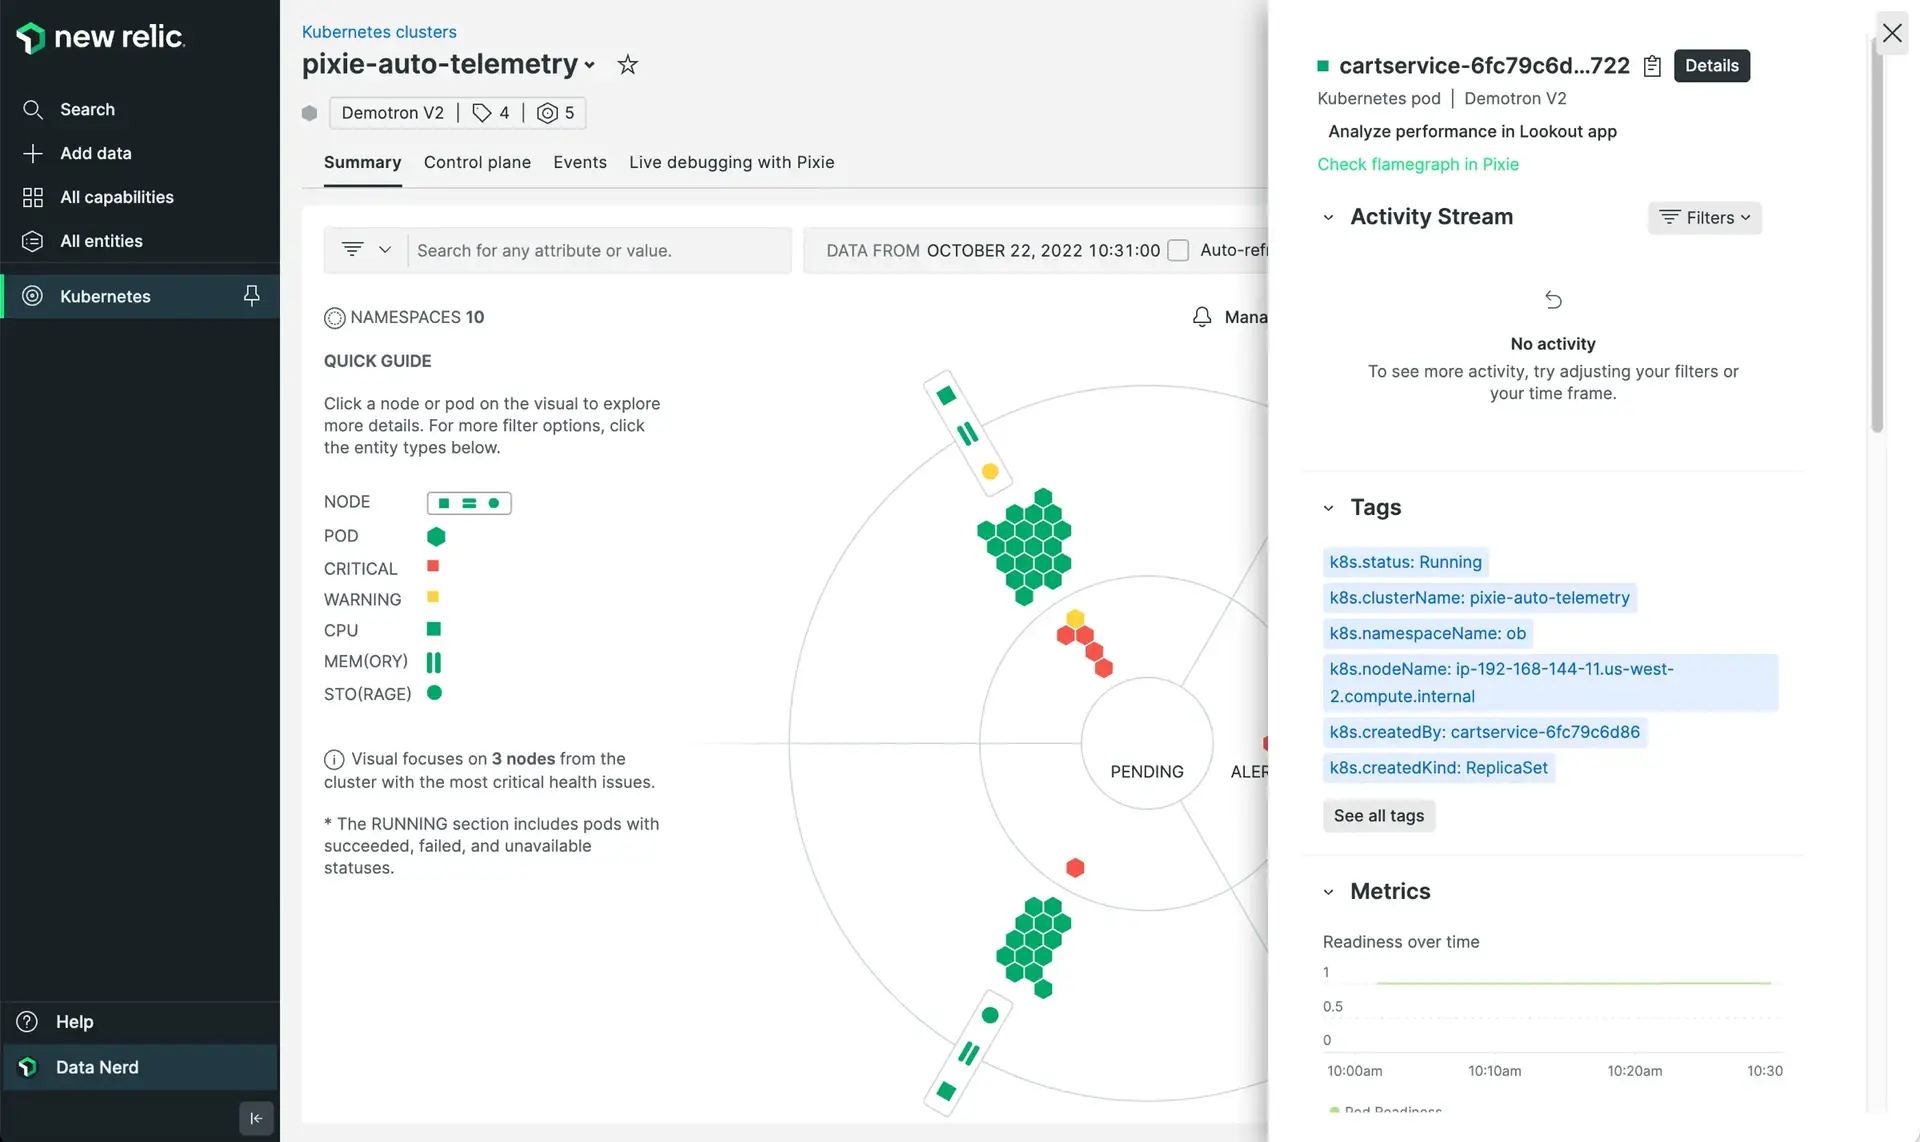 new relic.
Search
Add data
All capabilities
All entities
Kubernetes
Help
Data Nerd
Kubernetes clusters
pixie-auto-telemetry
Demotron V2 | 4 | 5
Summary Control plane Events Live debugging with Pixie
Search for any attribute or value.
DATA FROM OCTOBER 22, 2022 10:31:00 Auto-refr
NAMESPACES 10
Mana
QUICK GUIDE
Click a node or pod on the visual to explore
more details. For more filter options, click
the entity types below.
NODE
POD
CRITICAL
WARNING
CPU
MEM(ORY)
STO(RAGE)
Visual focuses on 3 nodes from the
cluster with the most critical health issues.
* The RUNNING section includes pods with
succeeded, failed, and unavailable
statuses.
PENDING
ALER
cartservice-6fc79c6d...722
Details
Kubernetes pod | Demotron V2
Analyze performance in Lookout app
Check flamegraph in Pixie
Activity Stream
Filters
No activity
To see more activity, try adjusting your filters or
your time frame.
Tags
k8s.status: Running
k8s.clusterName: pixie-auto-telemetry
k8s.namespaceName: ob
k8s.nodeName: ip-192-168-144-11.us-west-
2.compute.internal
k8s.createdBy: cartservice-6fc79c6d86
k8s.createdKind: ReplicaSet
See all tags
Metrics
Readiness over time
1
0.5
0
10:00am 10:10am 10:20am 10:30
Pod Readiness